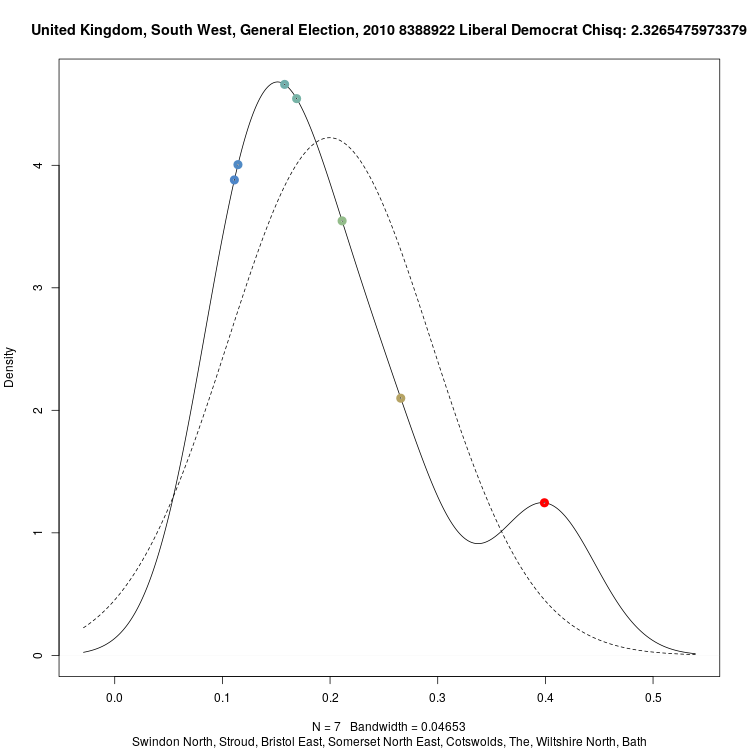 United Kingdom, South West, General Election, 2010 8388922 Liberal Democrat Chisq: 2.3265475973379
Density
4
3
2
1
0
0.0 0.1 0.2 0.3 0.4 0.5
N = 7 Bandwidth = 0.04653
Swindon North, Stroud, Bristol East, Somerset North East, Cotswolds, The, Wiltshire North, Bath